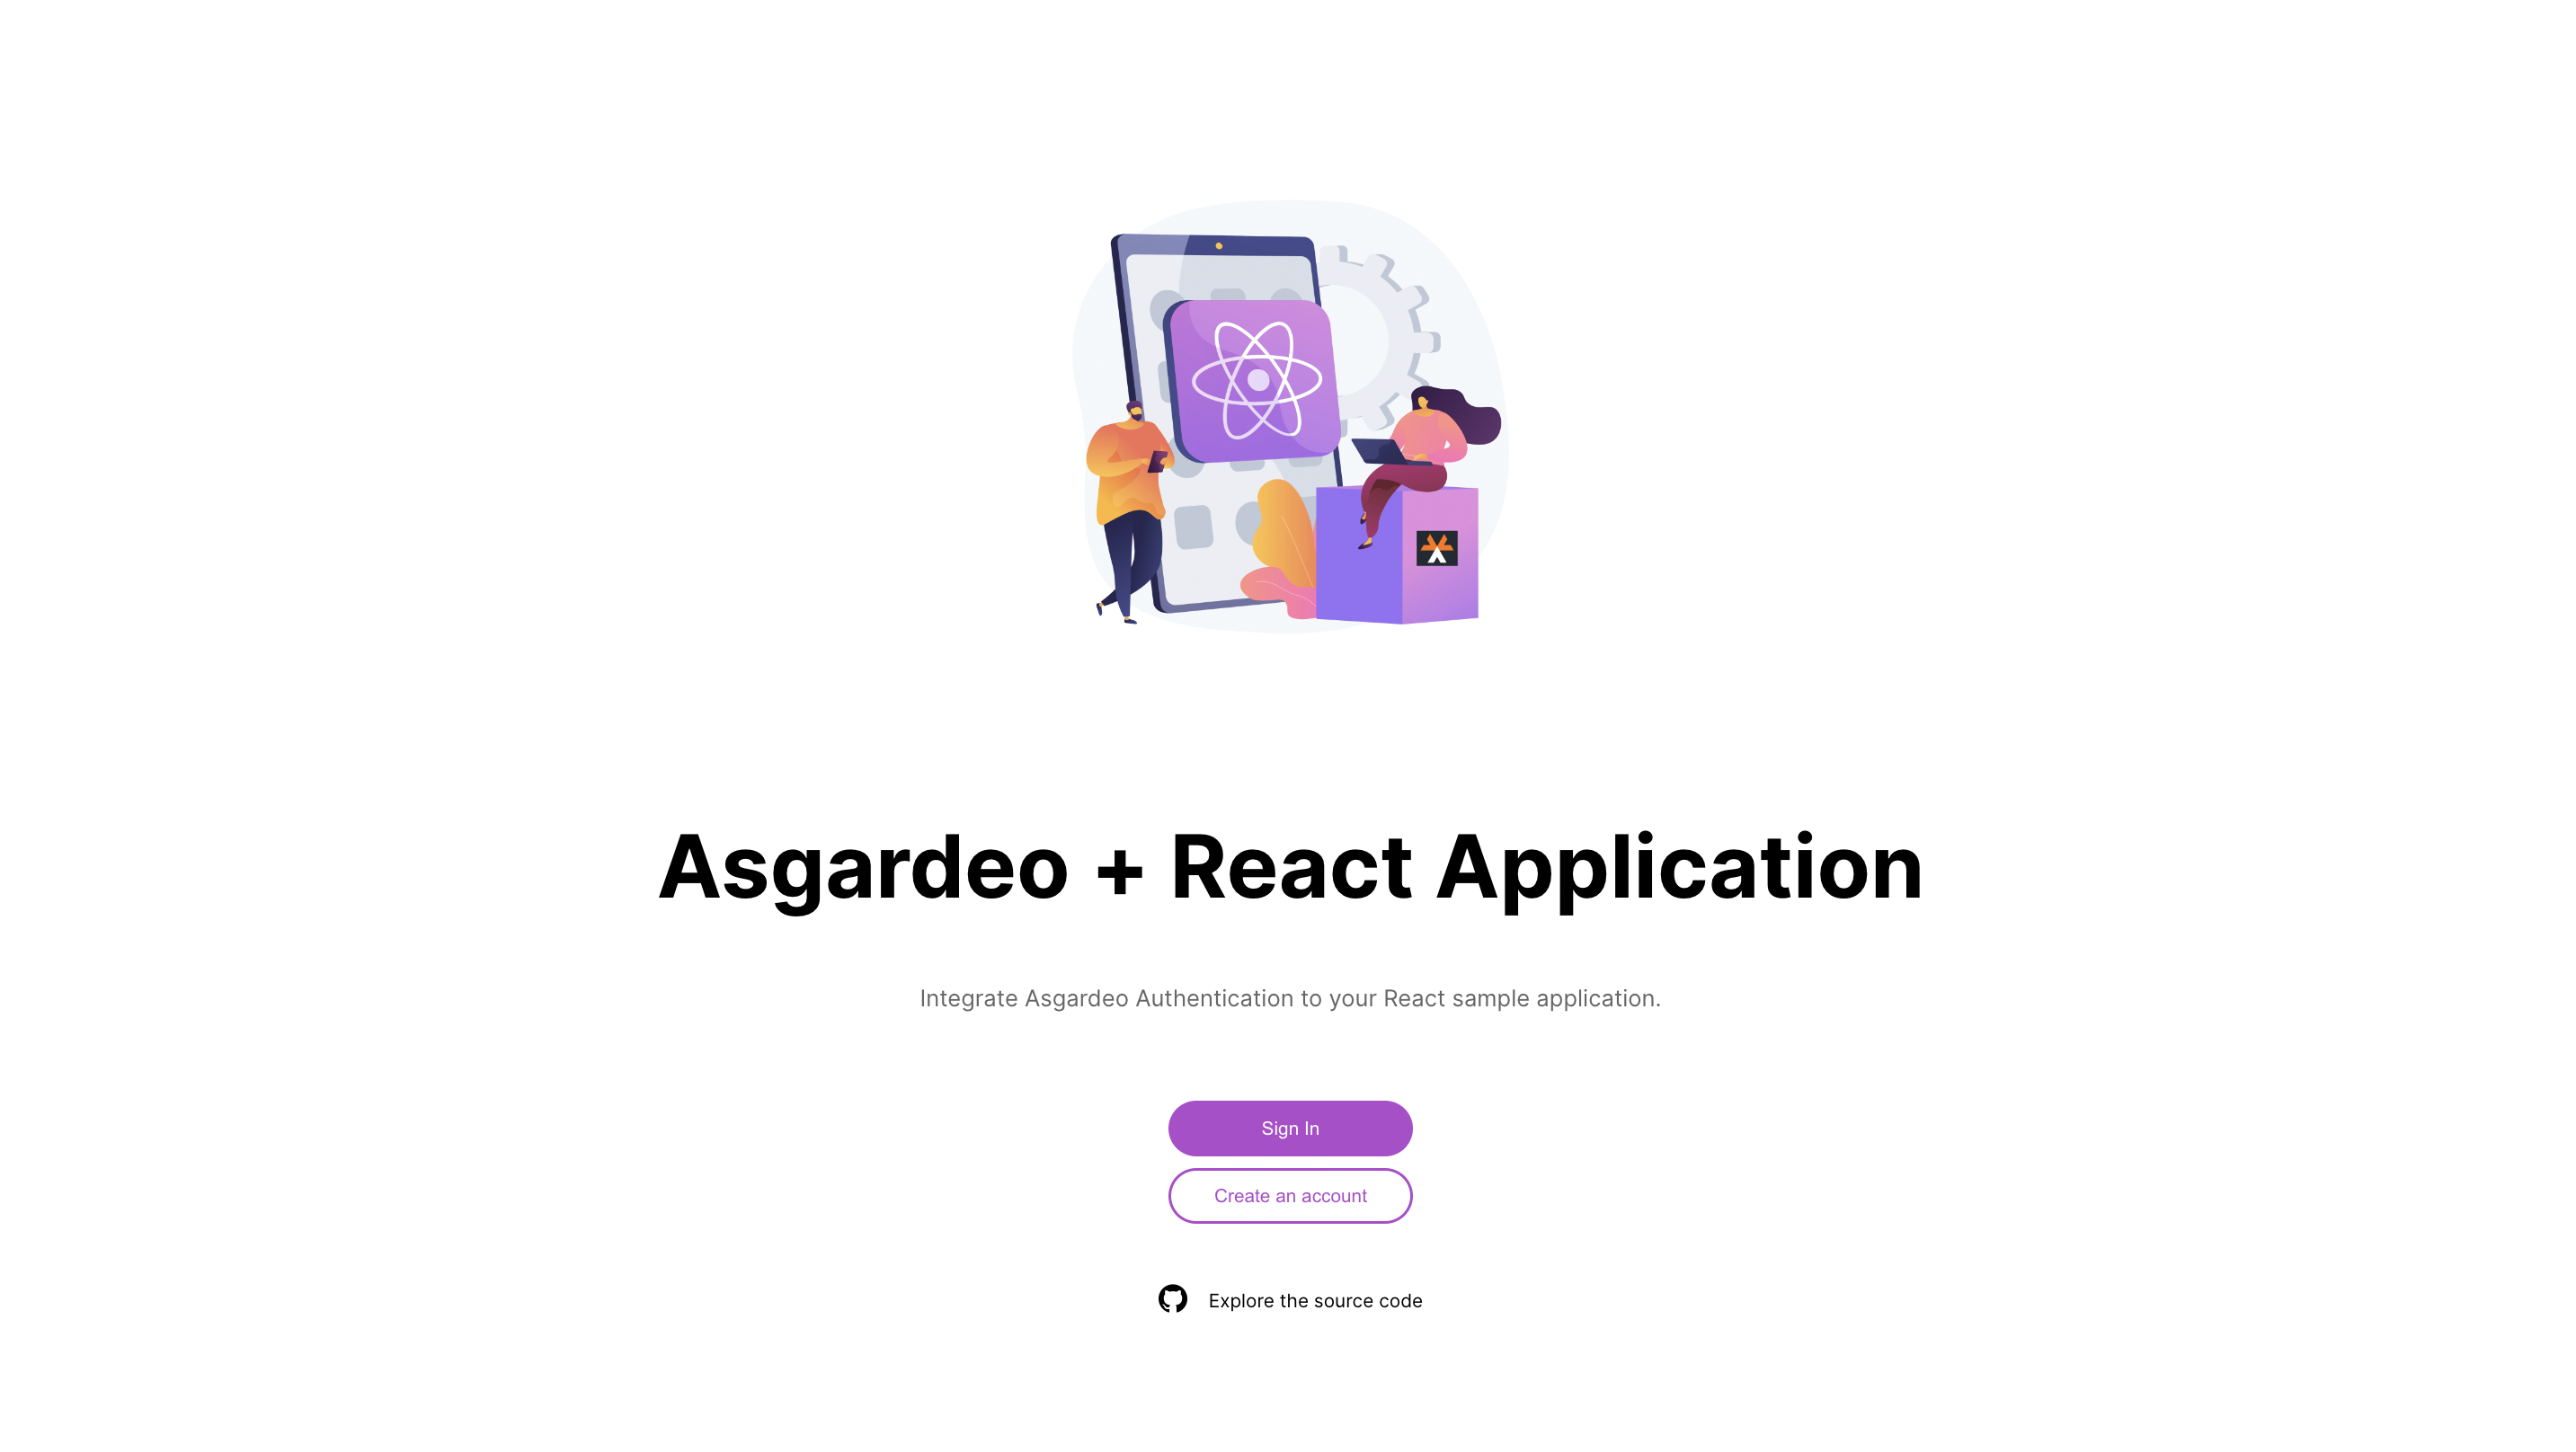 Asgardeo + React Application
Integrate Asgardeo Authentication to your React sample application.
Sign In
Create an account
Explore the source code